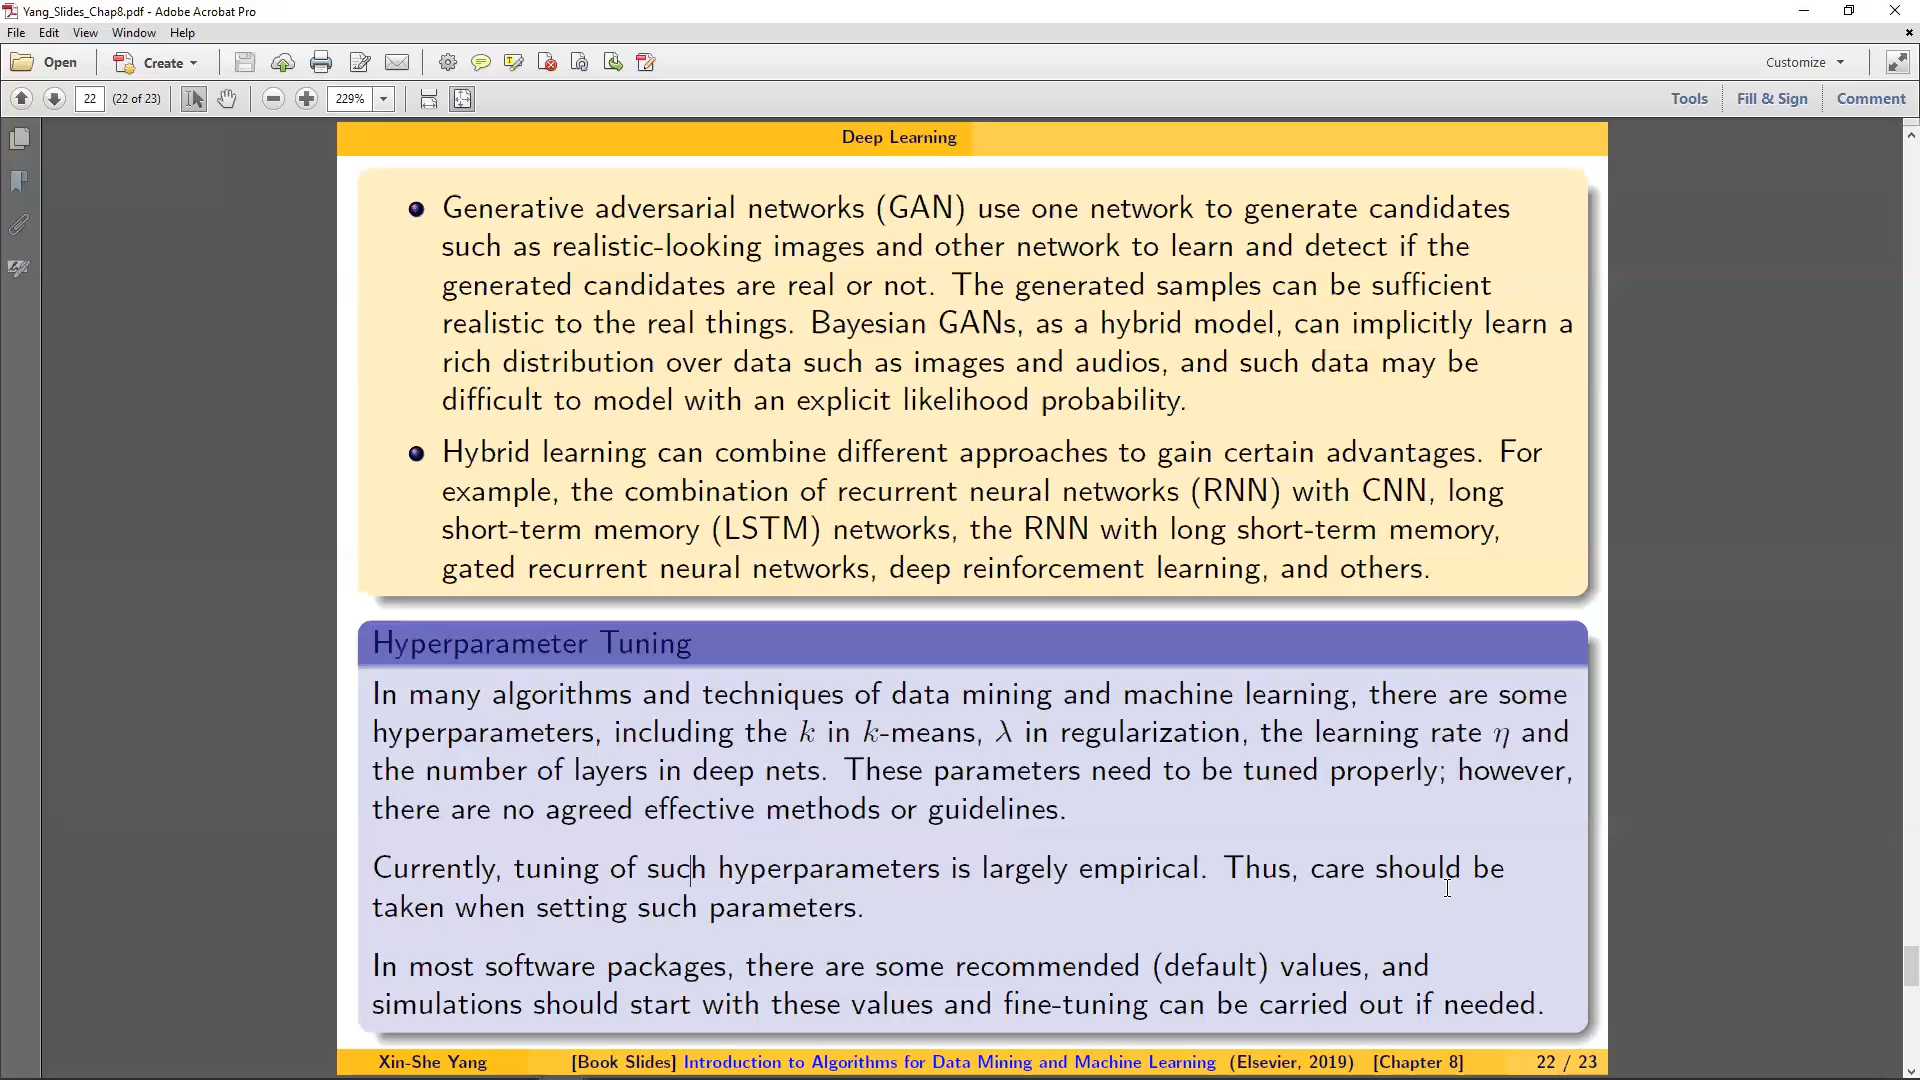 Yang_Slides_Chap8.pdf - Adobe Acrobat Pro
File Edit View Window Help
Open Create Customize
22 (22 of 23) 229% Tools Fill & Sign Comment
Deep Learning
Generative adversarial networks (GAN) use one network to generate candidates
such as realistic-looking images and other network to learn and detect if the
generated candidates are real or not. The generated samples can be sufficient
realistic to the real things. Bayesian GANs, as a hybrid model, can implicitly learn a
rich distribution over data such as images and audios, and such data may be
difficult to model with an explicit likelihood probability.
Hybrid learning can combine different approaches to gain certain advantages. For
example, the combination of recurrent neural networks (RNN) with CNN, long
short-term memory (LSTM) networks, the RNN with long short-term memory,
gated recurrent neural networks, deep reinforcement learning, and others.
Hyperparameter Tuning
In many algorithms and techniques of data mining and machine learning, there are some
hyperparameters, including the k in k-means, λ in regularization, the learning rate η and
the number of layers in deep nets. These parameters need to be tuned properly; however,
there are no agreed effective methods or guidelines.
Currently, tuning of such hyperparameters is largely empirical. Thus, care should be
taken when setting such parameters.
In most software packages, there are some recommended (default) values, and
simulations should start with these values and fine-tuning can be carried out if needed.
Xin-She Yang [Book Slides] Introduction to Algorithms for Data Mining and Machine Learning (Elsevier, 2019) [Chapter 8] 22 / 23